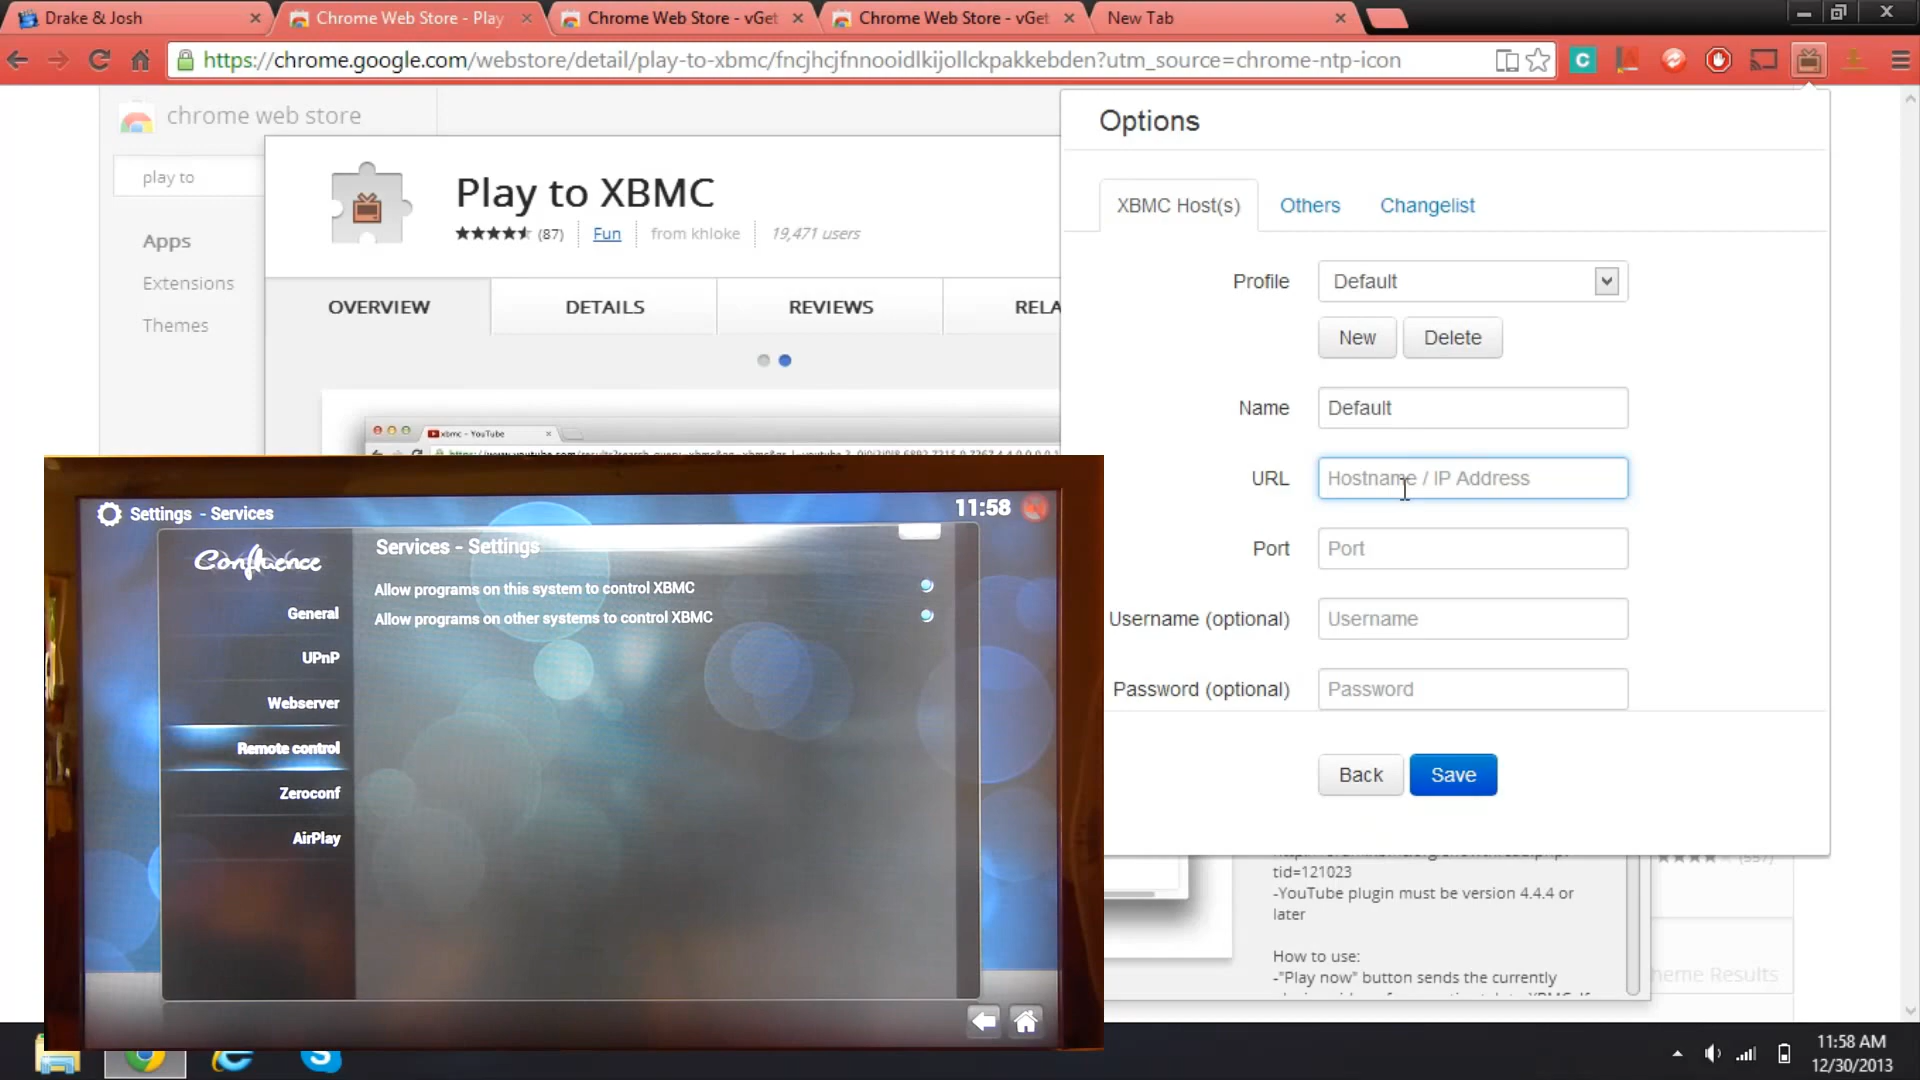 Drake & Josh
Chrome Web Store - Play
Chrome Web Store - vGet
Chrome Web Store - vGet
New Tab
https://chrome.google.com/webstore/detail/play-to-xbmc/fncjhcjfnnooidlkijollckpakkebden?utm_source=chrome-ntp-icon
chrome web store
play to
Apps
Extensions
Themes
Play to XBMC
(87)
Fun
from khloke
19,471 users
OVERVIEW
DETAILS
REVIEWS
RELA
xbmc - YouTube
Options
XBMC Host(s)
Others
Changelist
Profile
Default
New
Delete
Name
Default
URL
Hostname / IP Address
Port
Port
Username (optional)
Username
Password (optional)
Password
Back
Save
tid=121023
-YouTube plugin must be version 4.4.4 or
later
How to use:
-"Play now" button sends the currently
(557)
heme Results
Settings - Services
11:58
Confluence
Services - Settings
Allow programs on this system to control XBMC
Allow programs on other systems to control XBMC
General
UPnP
Webserver
Remote control
Zeroconf
AirPlay
11:58 AM
12/30/2013